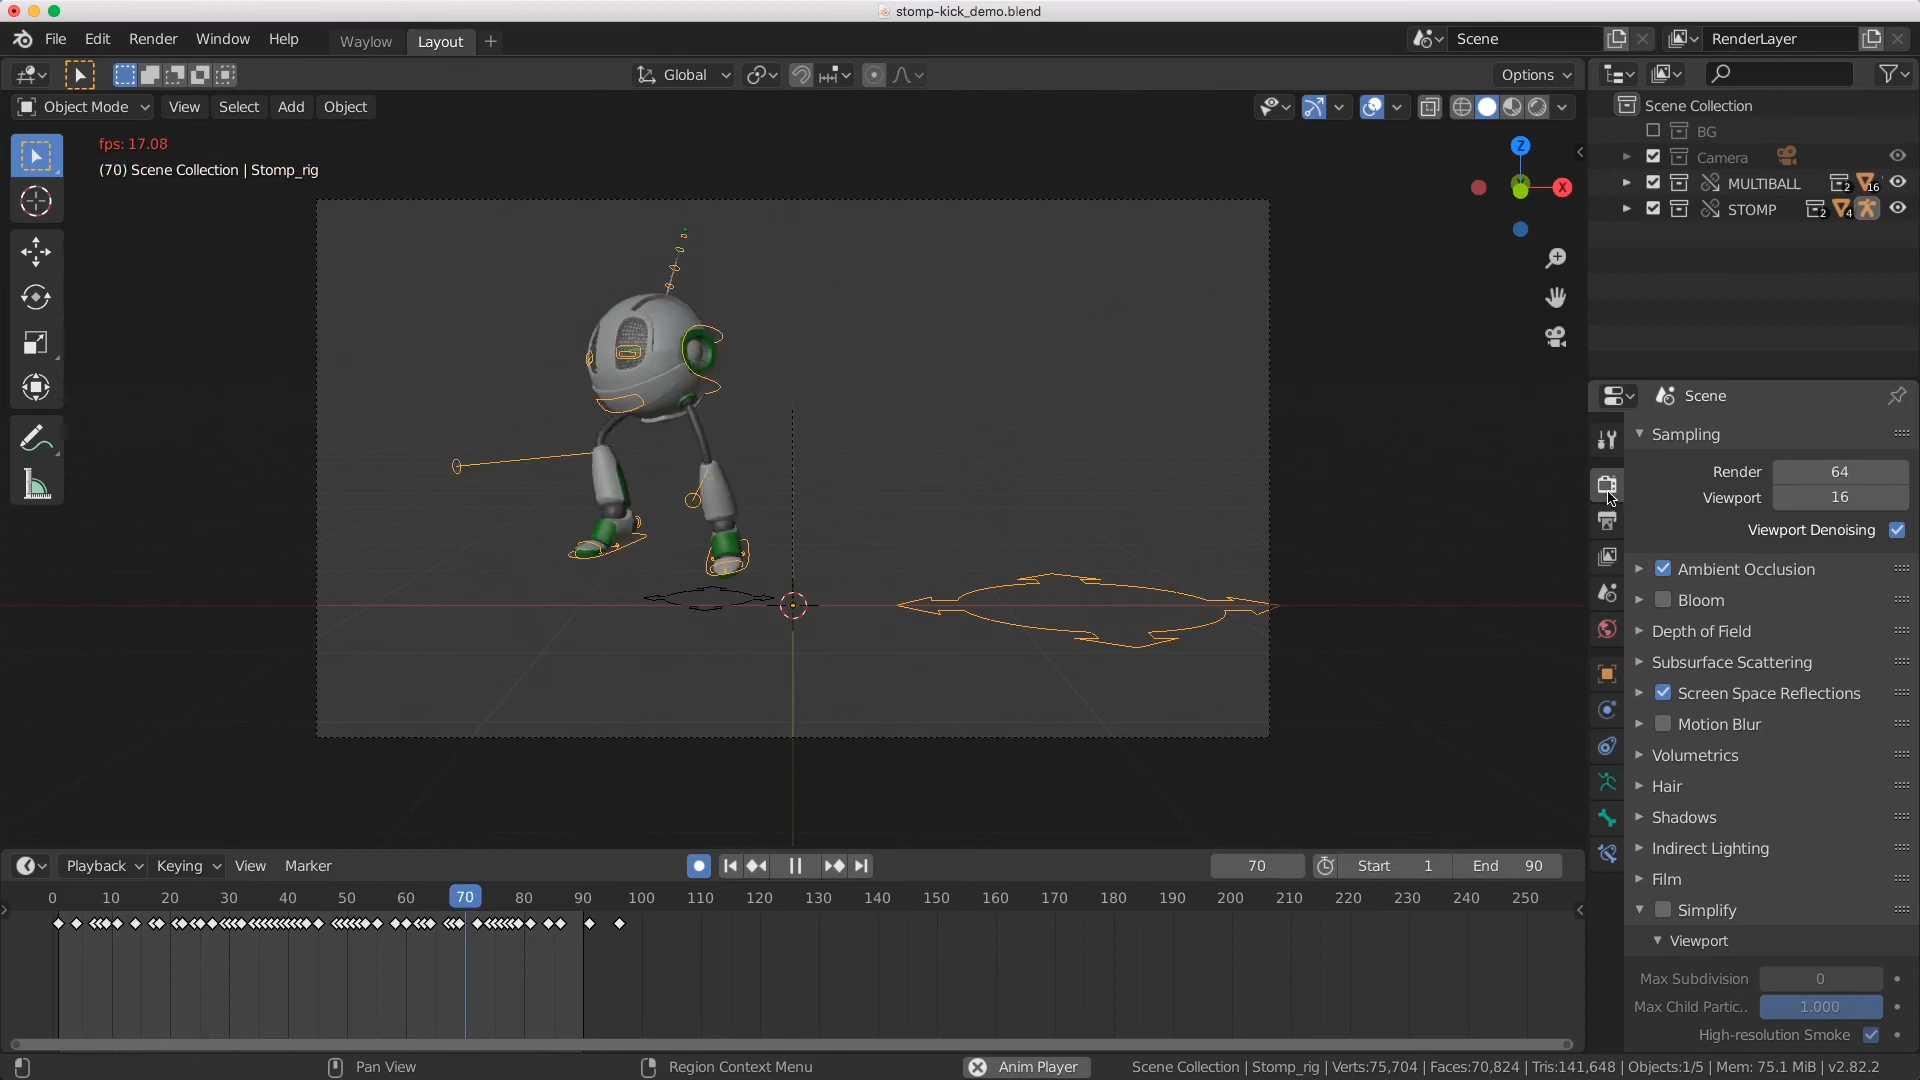 stomp-kick_demo.blend
File Edit Render Window Help Waylow Layout Scene RenderLayer
Global Options
Object Mode View Select Add Object
fps: 17.08
(70) Scene Collection | Stomp_rig
Z
X
Scene Collection
BG
Camera
MULTIBALL 2 16
STOMP 2 4
Scene
Sampling
Render 64
Viewport 16
Viewport Denoising
Ambient Occlusion
Bloom
Depth of Field
Subsurface Scattering
Screen Space Reflections
Motion Blur
Volumetrics
Hair
Shadows
Indirect Lighting
Film
Simplify
Viewport
Max Subdivision 0
Max Child Partic.. 1.000
High-resolution Smoke
Playback Keying View Marker 70 Start 1 End 90
0 10 20 30 40 50 60 70 80 90 100 110 120 130 140 150 160 170 180 190 200 210 220 230 240 250
Pan View Region Context Menu Anim Player Scene Collection | Stomp_rig | Verts:75,704 | Faces:70,824 | Tris:141,648 | Objects:1/5 | Mem: 75.1 MiB | v2.82.2